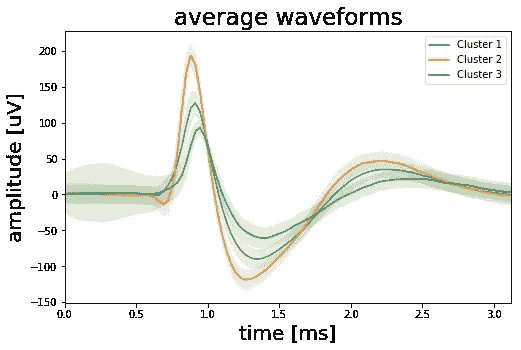 average waveforms
Cluster 1
Cluster 2
Cluster 3
amplitude [uV]
200
150
100
50
0
−50
−100
−150
0.0 0.5 1.0 1.5 2.0 2.5 3.0
time [ms]